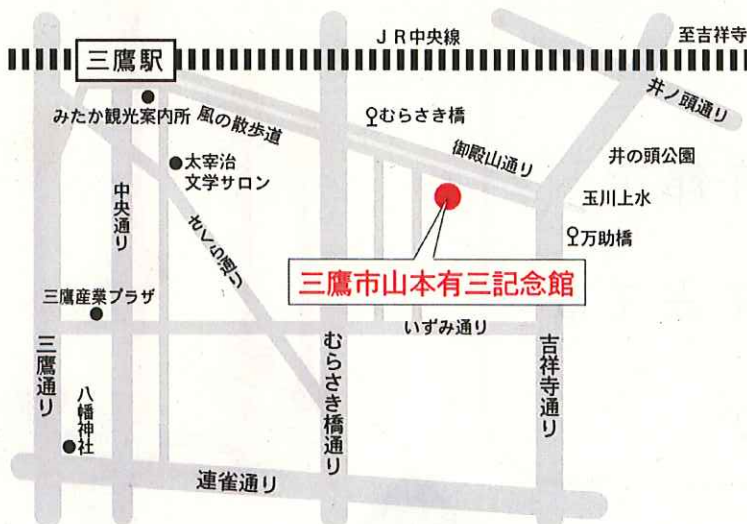 JR中央線
至吉祥寺
三鷹駅
井ノ頭通り
みたか観光案内所
風の散歩道
むらさき橋
御殿山通り
井の頭公園
太宰治
文学サロン
玉川上水
中央通り
さくら通り
万助橋
三鷹市山本有三記念館
三鷹産業プラザ
いずみ通り
三鷹通り
むらさき橋通り
吉祥寺通り
八幡神社
連雀通り